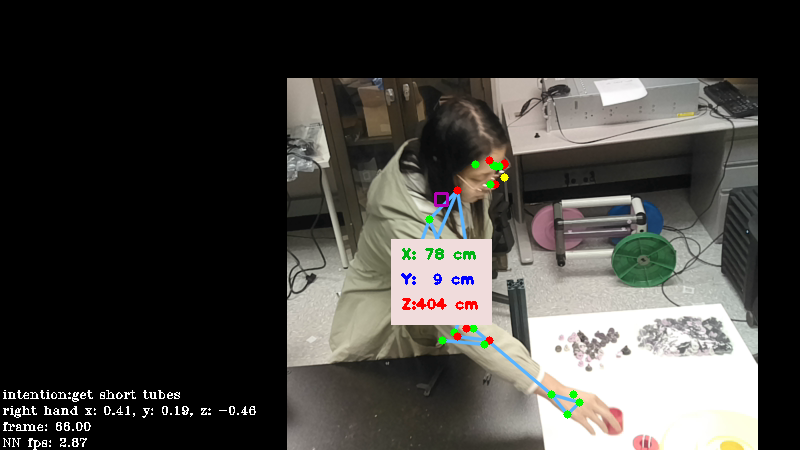 X: 78 cm
Y: 9 cm
Z:404 cm
intention:get short tubes
right hand x: 0.41, y: 0.19, z: -0.46
frame: 66.00
NN fps: 2.87